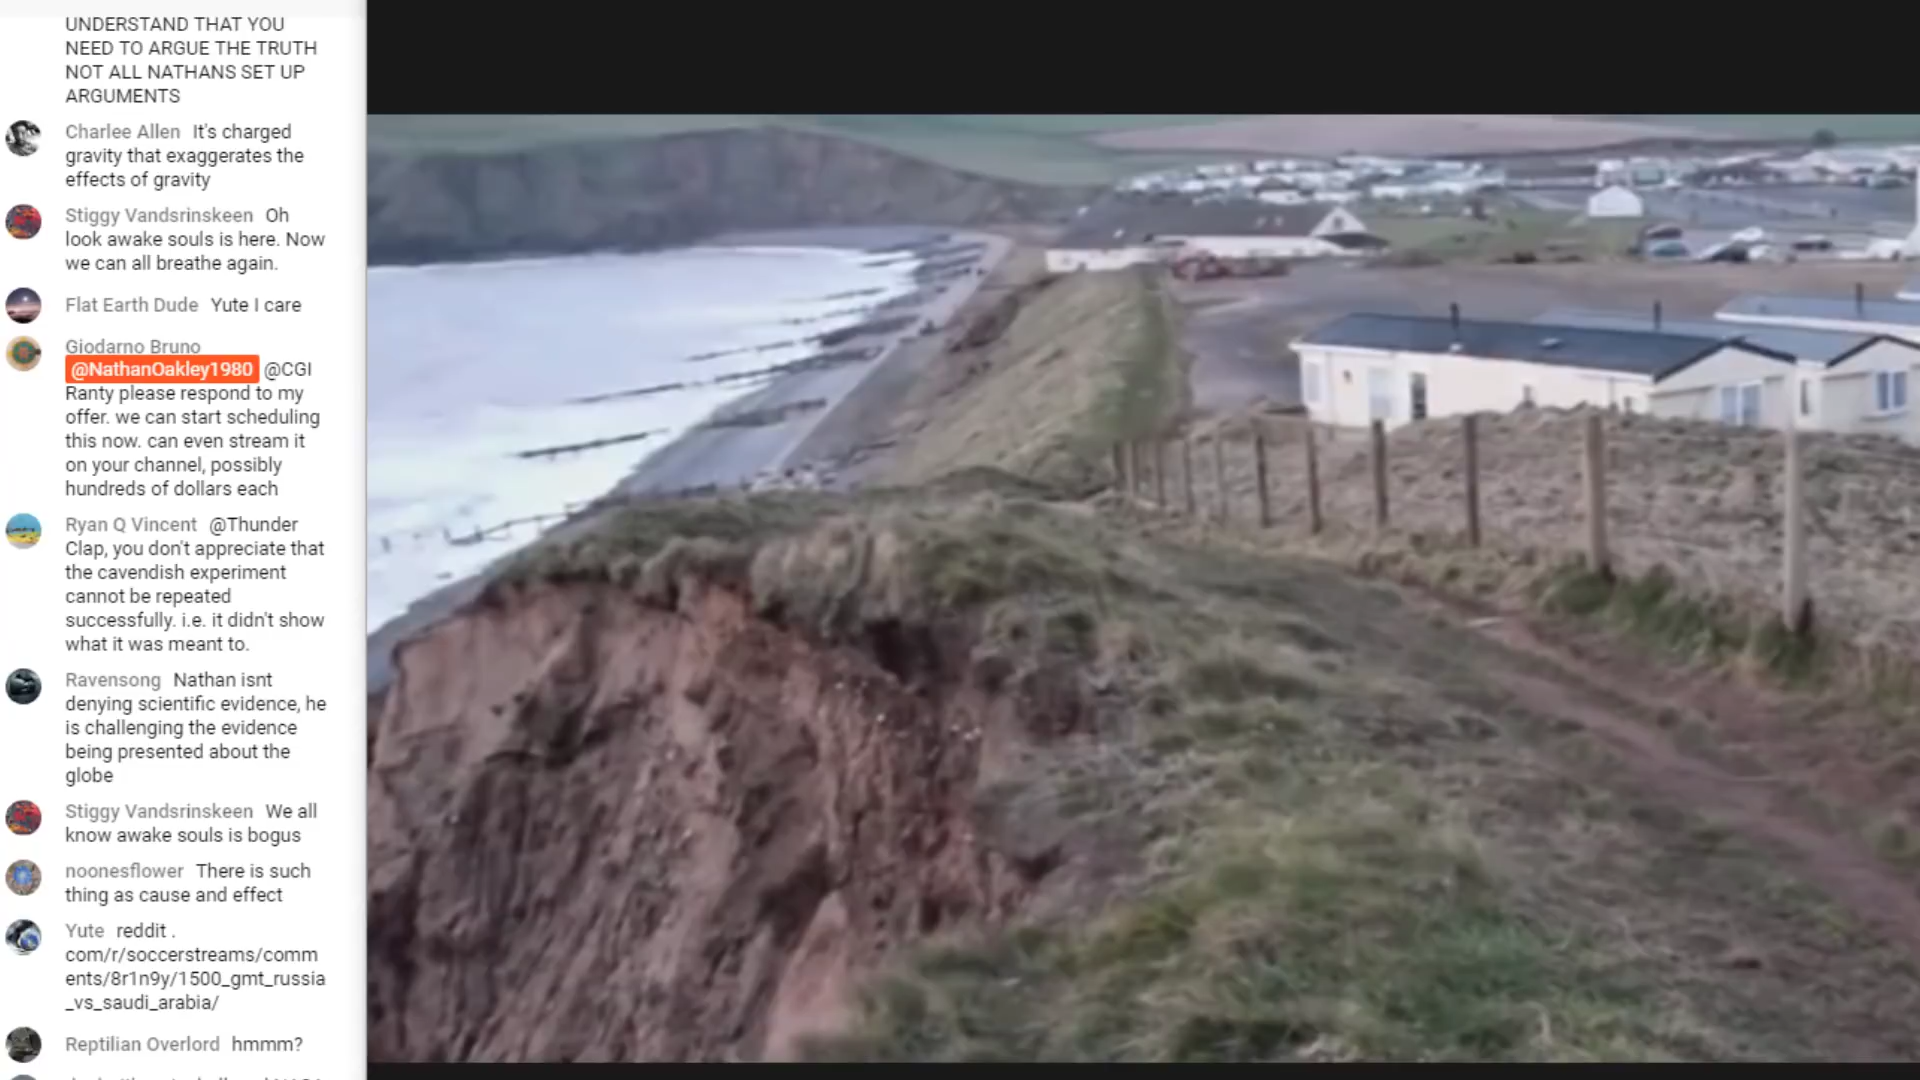 UNDERSTAND THAT YOU
NEED TO ARGUE THE TRUTH
NOT ALL NATHANS SET UP
ARGUMENTS
Charlee Allen It's charged
gravity that exaggerates the
effects of gravity
Stiggy Vandsrinskeen Oh
look awake souls is here. Now
we can all breathe again.
Flat Earth Dude Yute I care
Giodarno Bruno
@NathanOakley1980 @CGI
Ranty please respond to my
offer. we can start scheduling
this now. can even stream it
on your channel, possibly
hundreds of dollars each
Ryan Q Vincent @Thunder
Clap, you don't appreciate that
the cavendish experiment
cannot be repeated
successfully. i.e. it didn't show
what it was meant to.
Ravensong Nathan isnt
denying scientific evidence, he
is challenging the evidence
being presented about the
globe
Stiggy Vandsrinskeen We all
know awake souls is bogus
noonesflower There is such
thing as cause and effect
Yute reddit .
com/r/soccerstreams/comm
ents/8r1n9y/1500_gmt_russia
_vs_saudi_arabia/
Reptilian Overlord hmmm?